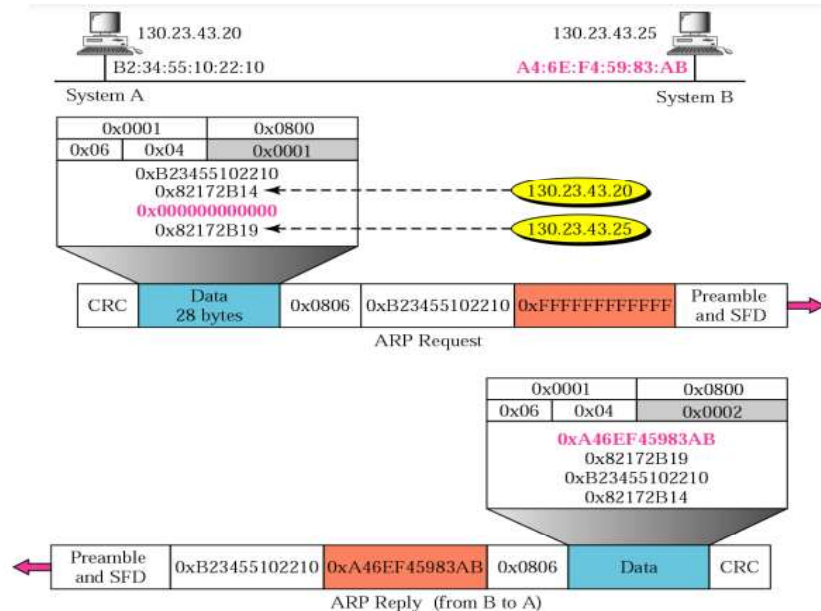 130.23.43.20
130.23.43.25
B2:34:55:10:22:10
A4:6E:F4:59:83:AB
System A
System B
0x0001 0x0800
0x06 0x04 0x0001
0xB23455102210
0x82172B14
130.23.43.20
0x000000000000
0x82172B19
130.23.43.25
CRC
Data
28 bytes
0x0806
0xB23455102210
0xFFFFFFFFFFFF
Preamble
and SFD
ARP Request
0x0001 0x0800
0x06 0x04 0x0002
0xA46EF45983AB
0x82172B19
0xB23455102210
0x82172B14
Preamble
and SFD
0xB23455102210
0xA46EF45983AB
0x0806
Data
CRC
ARP Reply (from B to A)